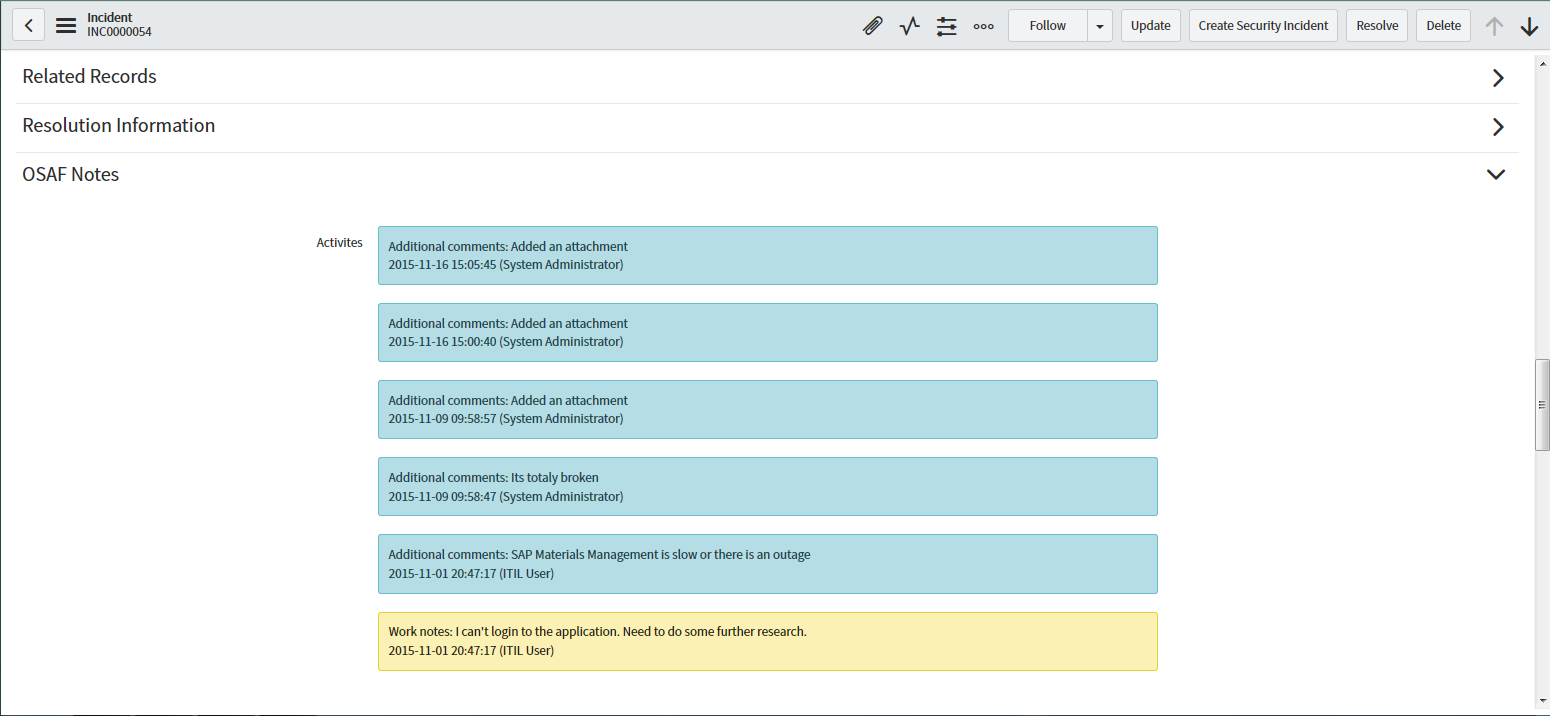 Incident
INC0000054
Follow
Update
Create Security Incident
Resolve
Delete
Related Records
Resolution Information
OSAF Notes
Activites
Additional comments: Added an attachment
2015-11-16 15:05:45 (System Administrator)
Additional comments: Added an attachment
2015-11-16 15:00:40 (System Administrator)
Additional comments: Added an attachment
2015-11-09 09:58:57 (System Administrator)
Additional comments: Its totaly broken
2015-11-09 09:58:47 (System Administrator)
Additional comments: SAP Materials Management is slow or there is an outage
2015-11-01 20:47:17 (ITIL User)
Work notes: I can't login to the application. Need to do some further research.
2015-11-01 20:47:17 (ITIL User)